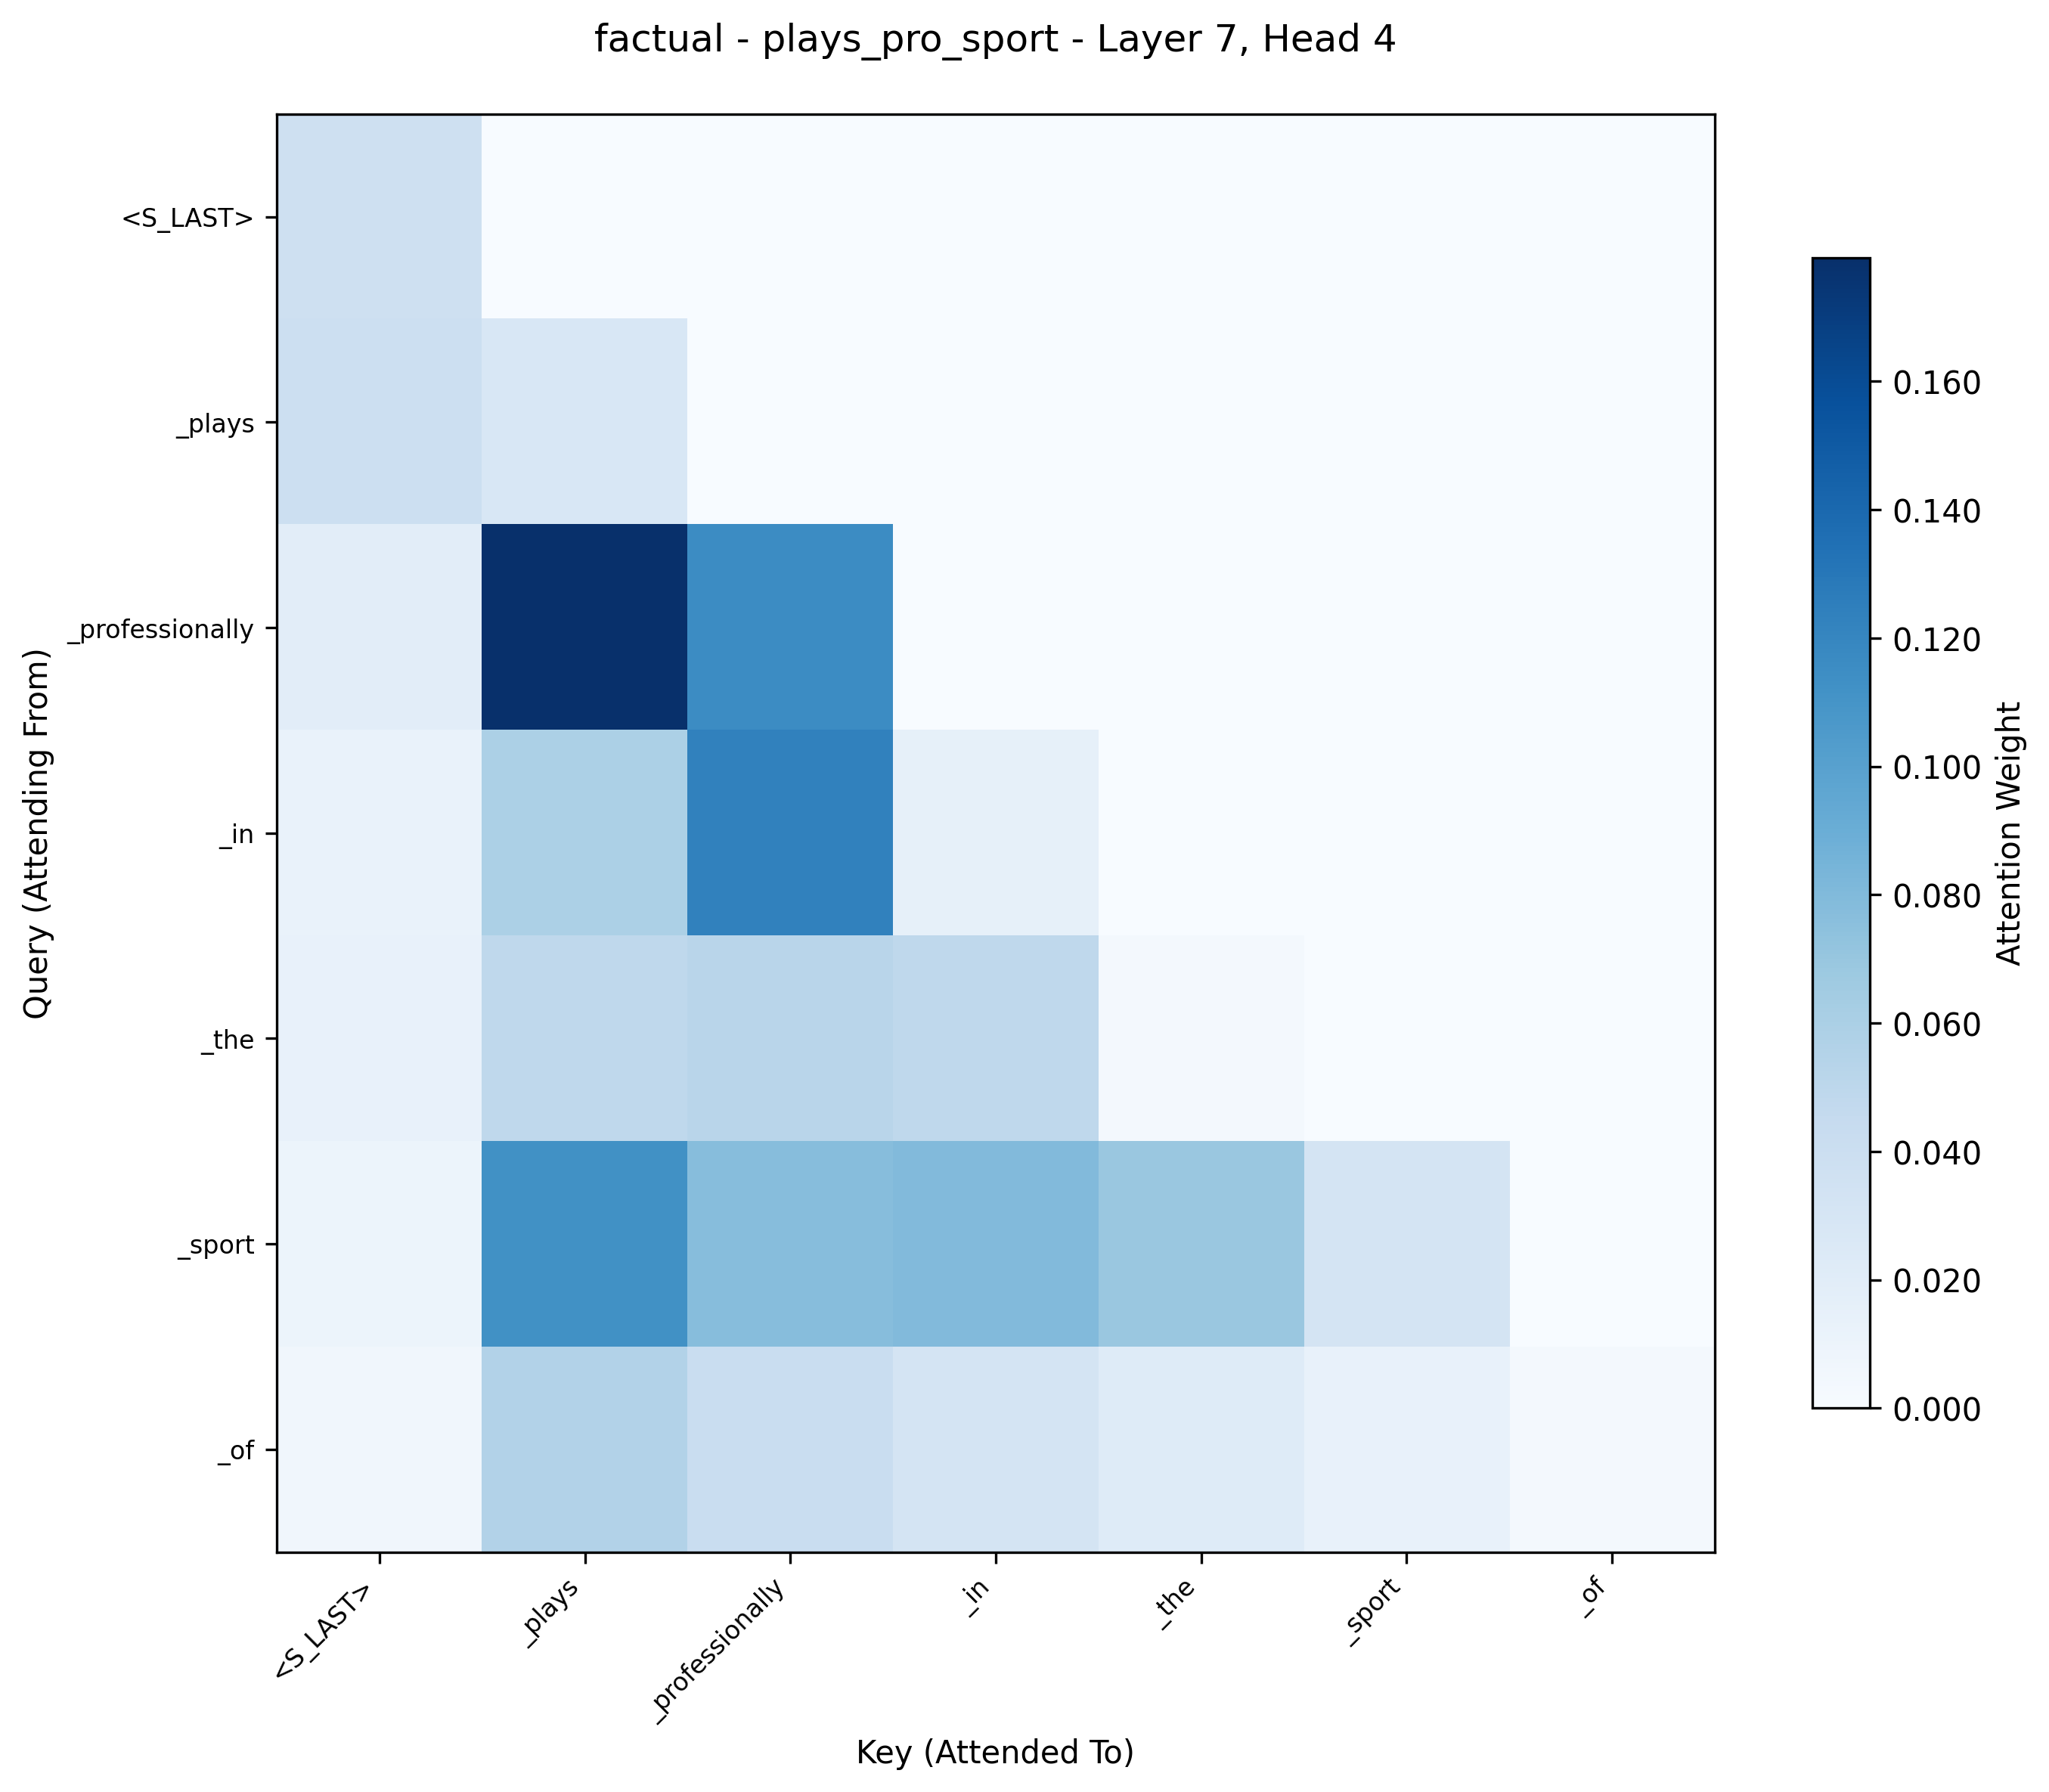 factual - plays_pro_sport - Layer 7, Head 4
Query (Attending From)
<S_LAST>
_plays
_professionally
_in
_the
_sport
_of
<S_LAST>
_plays
_professionally
_in
_the
_sport
_of
Key (Attended To)
0.160
0.140
0.120
0.100
0.080
0.060
0.040
0.020
0.000
Attention Weight